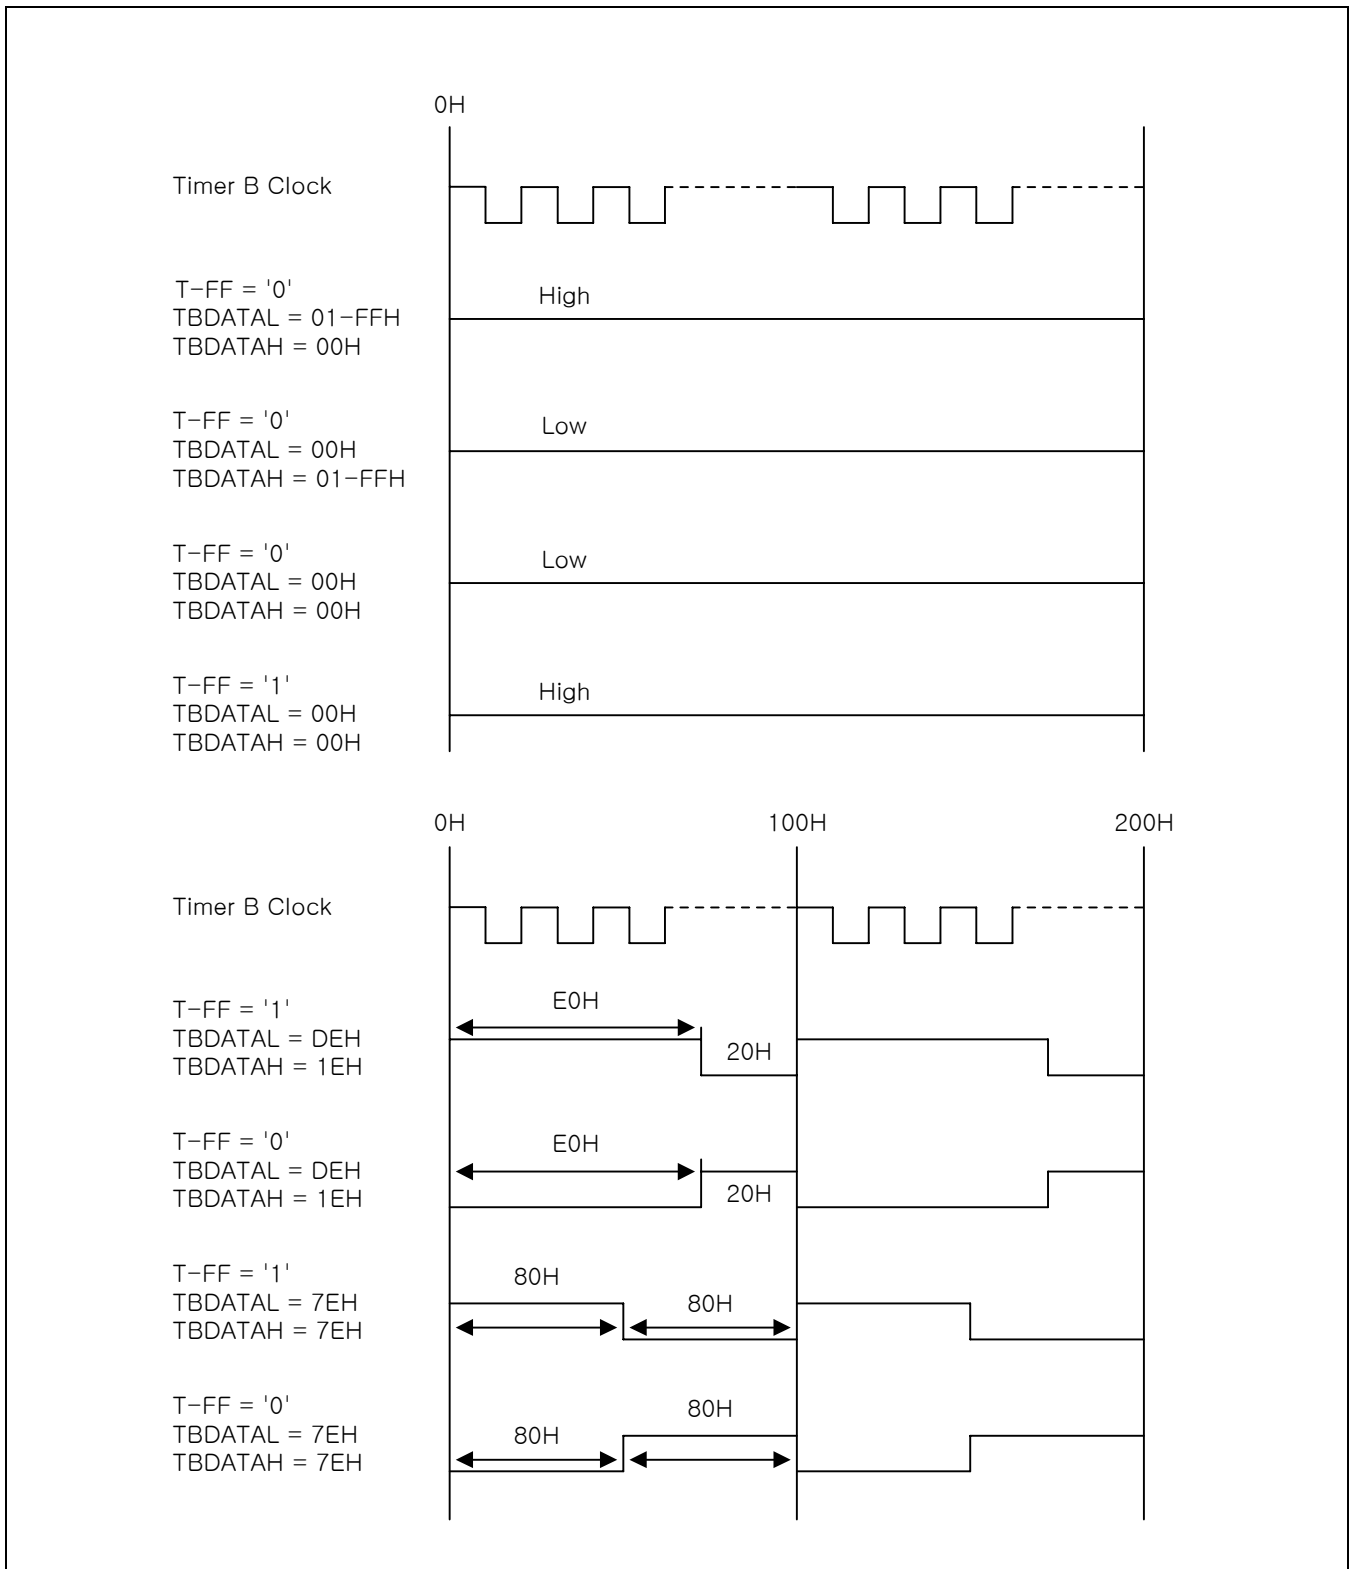 0H
Timer B Clock
T-FF = '0'
TBDATAL = 01-FFH
TBDATAH = 00H
High
T-FF = '0'
TBDATAL = 00H
TBDATAH = 01-FFH
Low
T-FF = '0'
TBDATAL = 00H
TBDATAH = 00H
Low
T-FF = '1'
TBDATAL = 00H
TBDATAH = 00H
High
0H 100H 200H
Timer B Clock
T-FF = '1'
TBDATAL = DEH
TBDATAH = 1EH
E0H
20H
T-FF = '0'
TBDATAL = DEH
TBDATAH = 1EH
E0H
20H
T-FF = '1'
TBDATAL = 7EH
TBDATAH = 7EH
80H
80H
T-FF = '0'
TBDATAL = 7EH
TBDATAH = 7EH
80H
80H